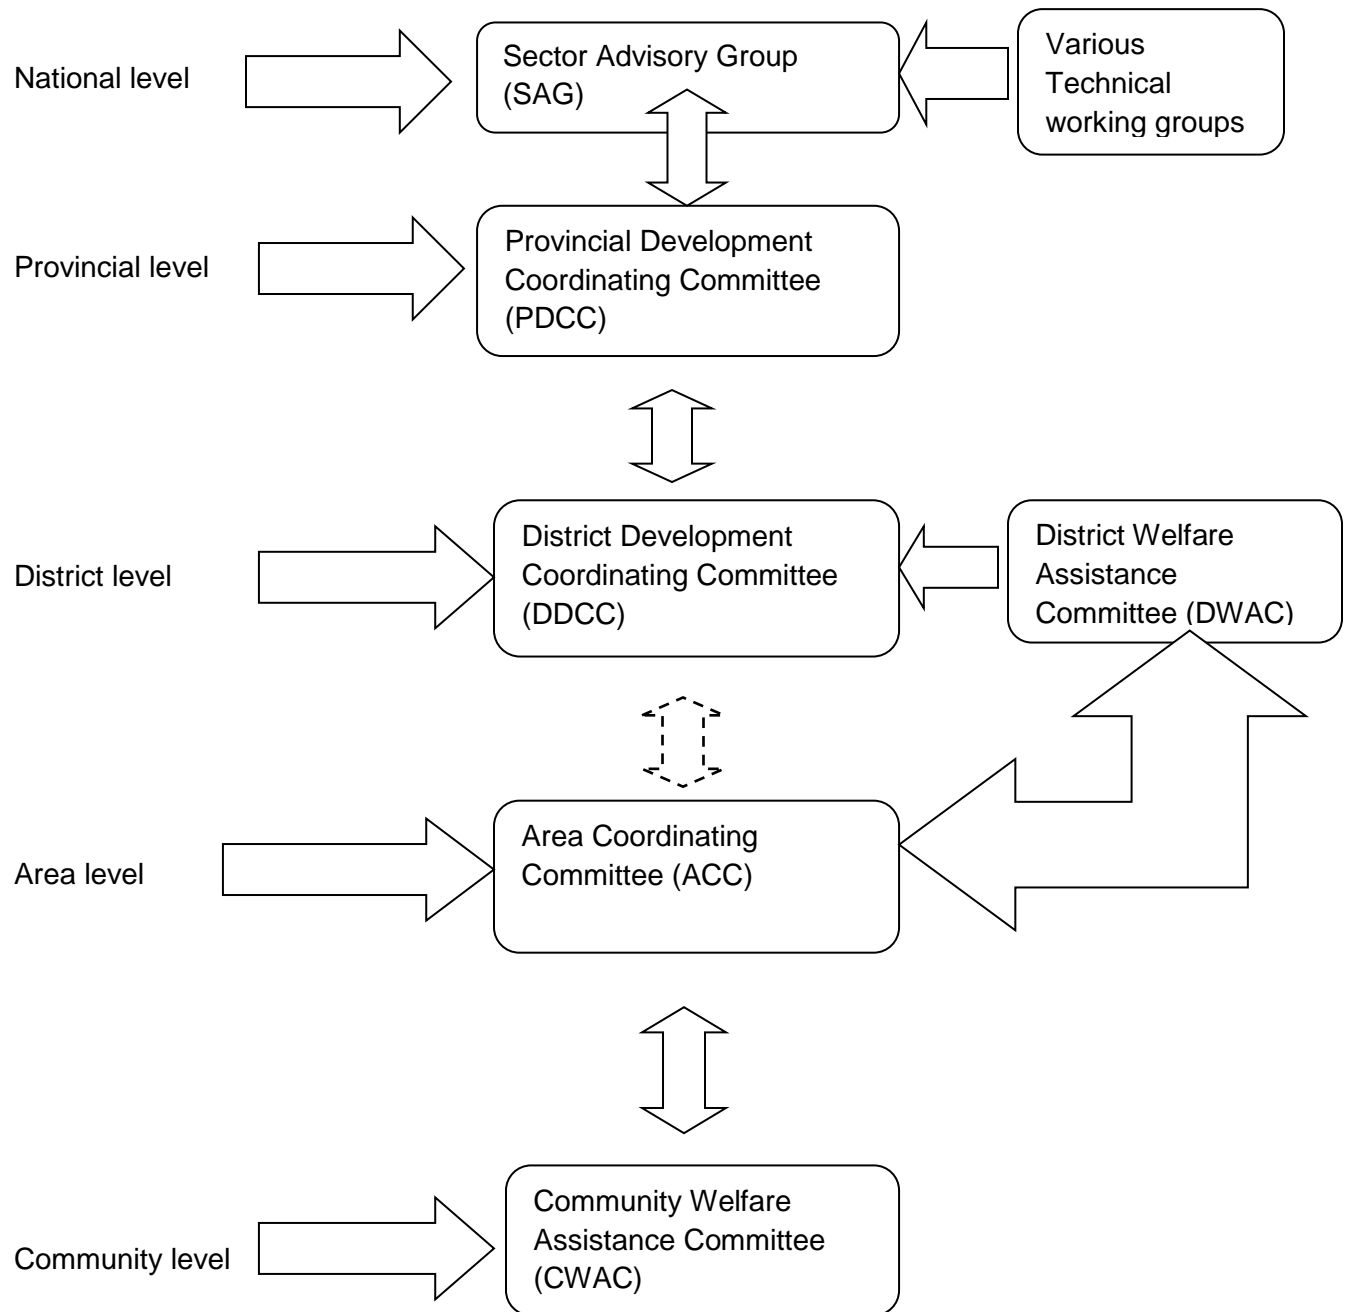 National level
Sector Advisory Group
(SAG)
Various
Technical
working groups
Provincial level
Provincial Development
Coordinating Committee
(PDCC)
District level
District Development
Coordinating Committee
(DDCC)
District Welfare
Assistance
Committee (DWAC)
Area level
Area Coordinating
Committee (ACC)
Community level
Community Welfare
Assistance Committee
(CWAC)